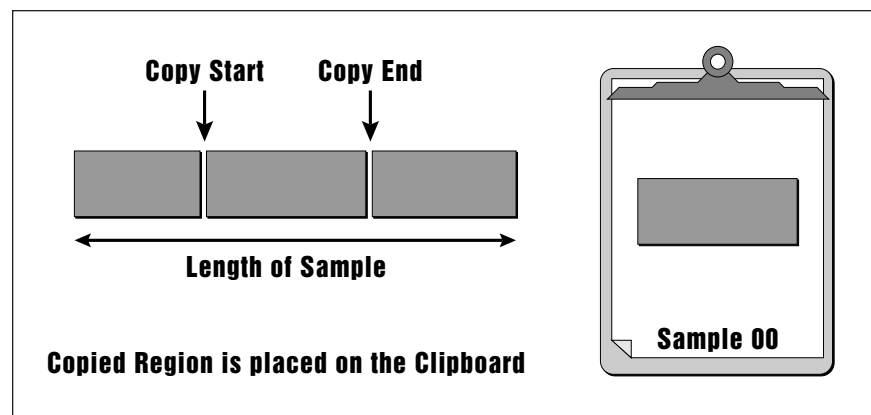 Copy Start
Copy End
Length of Sample
Copied Region is placed on the Clipboard
Sample 00